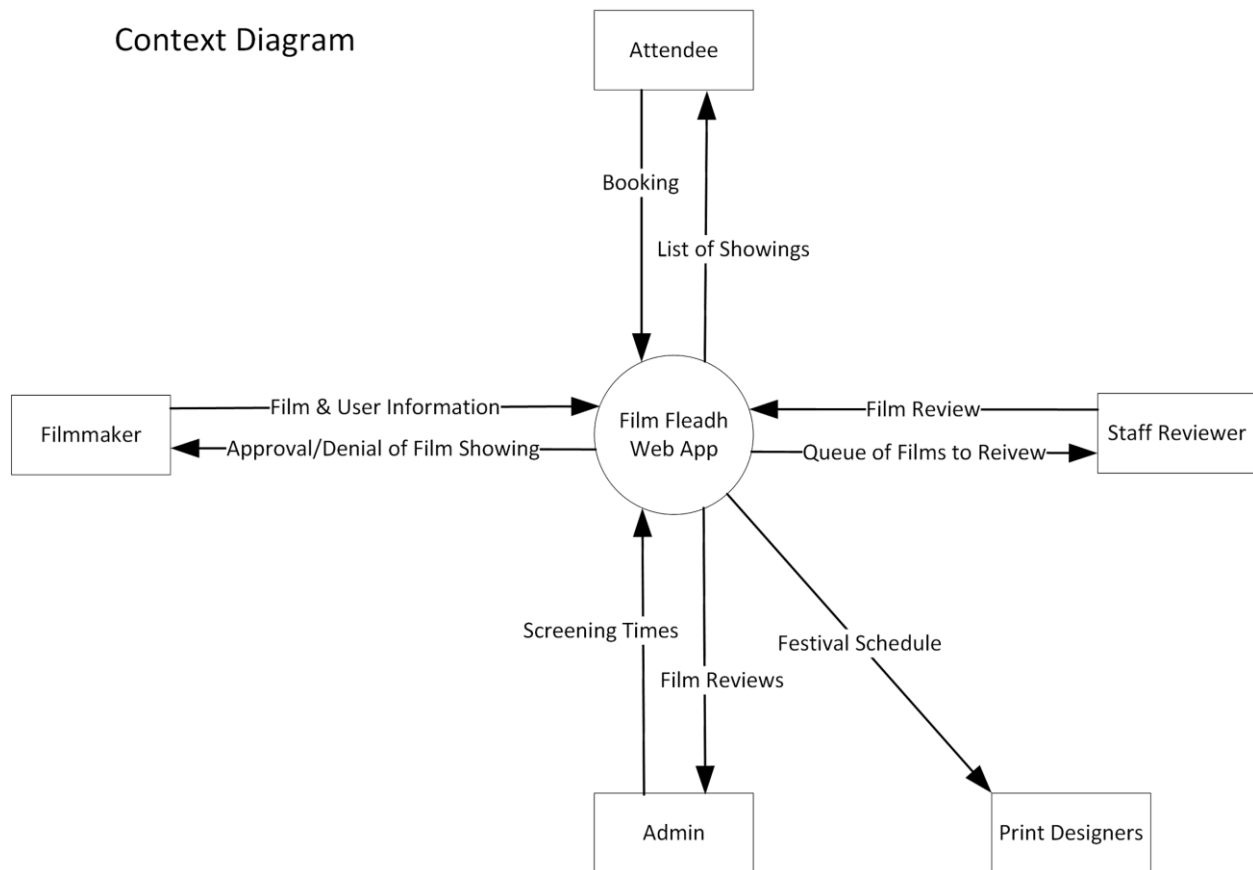 Context Diagram
Attendee
Booking
List of Showings
Filmmaker
Film & User Information
Approval/Denial of Film Showing
Film Fleadh
Web App
Film Review
Queue of Films to Reivew
Staff Reviewer
Screening Times
Film Reviews
Festival Schedule
Admin
Print Designers